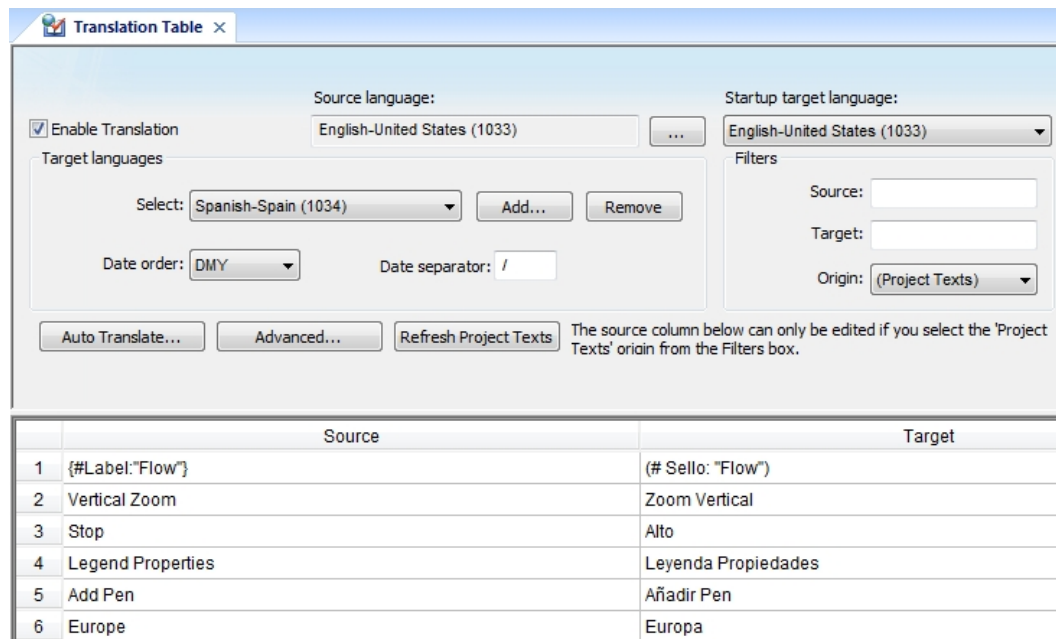 Translation Table
Source language:
Startup target language:
Enable Translation
English-United States (1033)
...
English-United States (1033)
Target languages
Filters
Select: Spanish-Spain (1034)
Add...
Remove
Source:
Target:
Date order: DMY
Date separator: /
Origin: (Project Texts)
Auto Translate...
Advanced...
Refresh Project Texts
The source column below can only be edited if you select the 'Project
Texts' origin from the Filters box.
Source Target
1 {#Label:"Flow"} (# Sello: "Flow")
2 Vertical Zoom Zoom Vertical
3 Stop Alto
4 Legend Properties Leyenda Propiedades
5 Add Pen Añadir Pen
6 Europe Europa